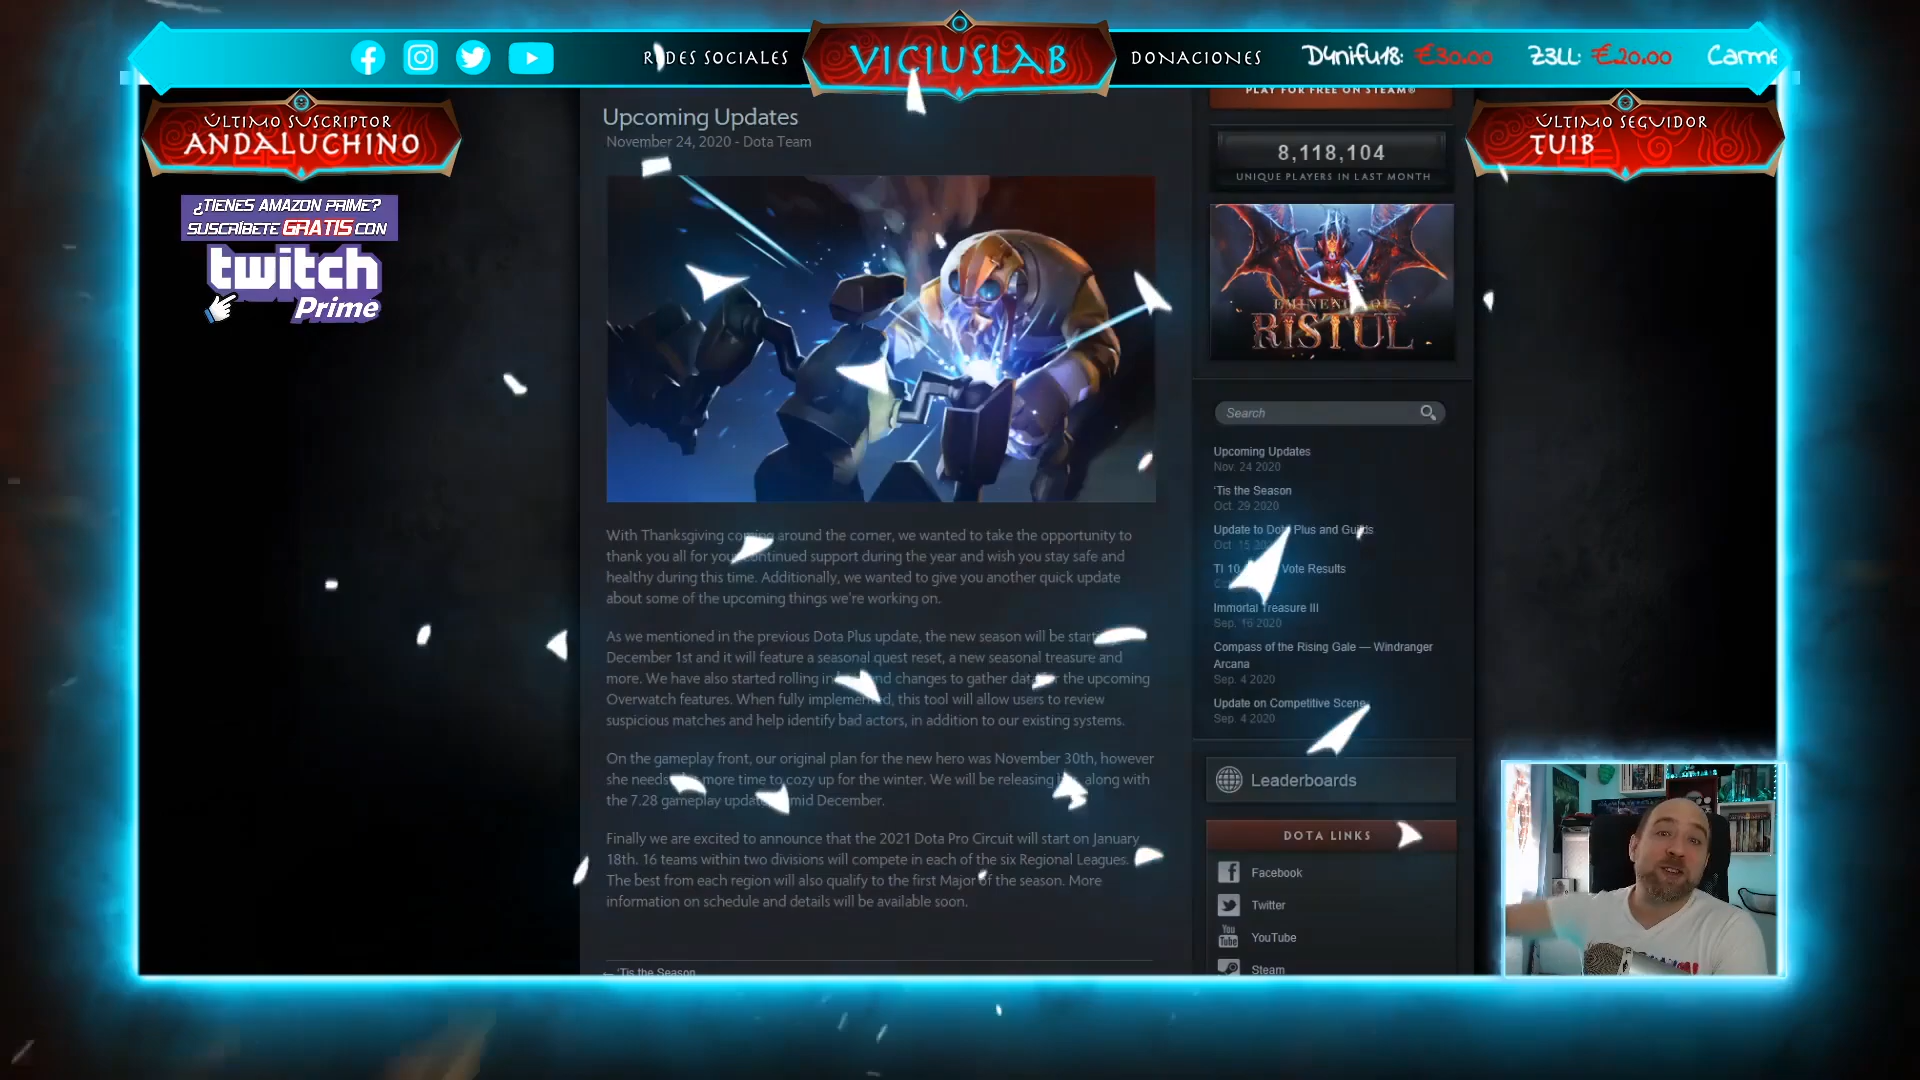 REDES SOCIALES
VICIUSLAB
DONACIONES
D4nifu18: €30.00
Z3LL: €20.00
Carme
ÚLTIMO SUSCRIPTOR
ANDALUCHINO
¿TIENES AMAZON PRIME?
SUSCRÍBETE GRATIS CON
twitch
Prime
ÚLTIMO SEGUIDOR
TUIB
Upcoming Updates
November 24, 2020 - Dota Team
With Thanksgiving coming around the corner, we wanted to take the opportunity to
thank you all for your continued support during the year and wish you stay safe and
healthy during this time. Additionally, we wanted to give you another quick update
about some of the upcoming things we're working on.
As we mentioned in the previous Dota Plus update, the new season will be starting
December 1st and it will feature a seasonal quest reset, a new seasonal treasure and
more. We have also started rolling in changes to gather data for the upcoming
Overwatch features. When fully implemented, this tool will allow users to review
suspicious matches and help identify bad actors, in addition to our existing systems.
On the gameplay front, our original plan for the new hero was November 30th, however
she needs more time to cozy up for the winter. We will be releasing her along with
the 7.28 gameplay update mid December.
Finally we are excited to announce that the 2021 Dota Pro Circuit will start on January
18th. 16 teams within two divisions will compete in each of the six Regional Leagues.
The best from each region will also qualify to the first Major of the season. More
information on schedule and details will be available soon.
← 'Tis the Season
PLAY FOR FREE ON STEAM®
8,118,104
UNIQUE PLAYERS IN LAST MONTH
EMINENCE OF
RISTUL
Search
Upcoming Updates
Nov. 24 2020
'Tis the Season
Oct. 29 2020
Update to Dota Plus and Guilds
Oct 15 20
TI 10 Vote Results
Immortal Treasure III
Sep. 16 2020
Compass of the Rising Gale — Windranger
Arcana
Sep. 4 2020
Update on Competitive Scene
Sep. 4 2020
Leaderboards
DOTA LINKS
Facebook
Twitter
YouTube
Steam